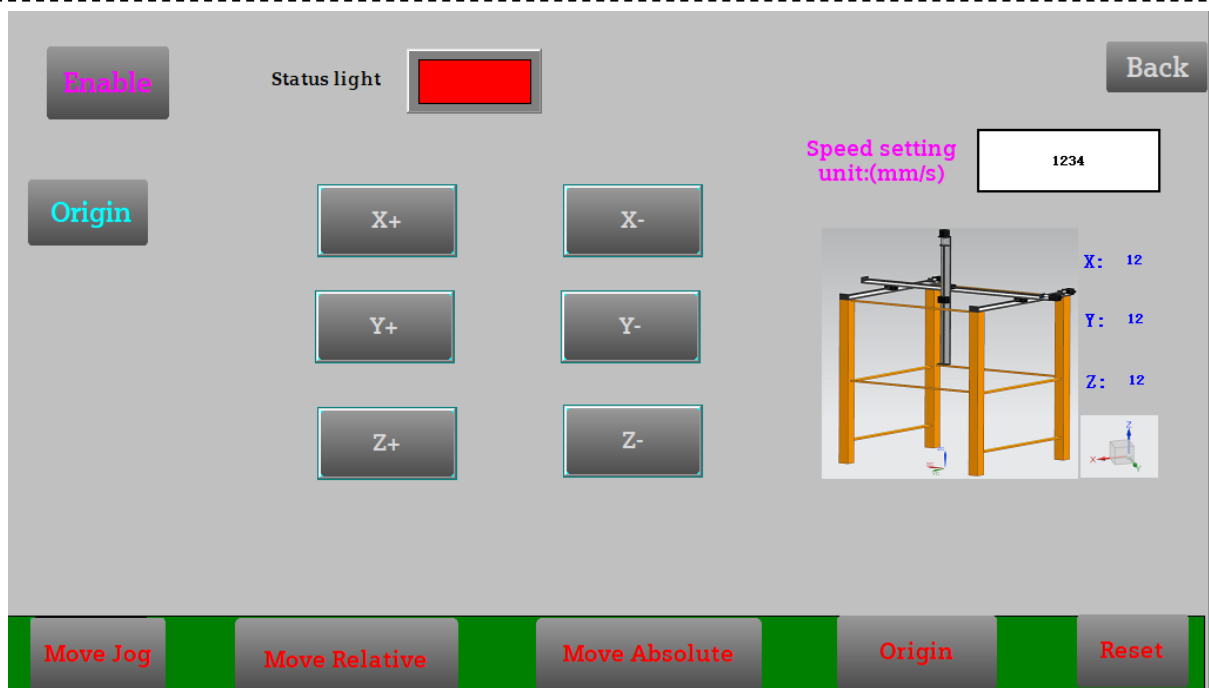 Enable
Status light
Back
Speed setting
unit:(mm/s)
1234
Origin
X+
X-
Y+
Y-
Z+
Z-
X: 12
Y: 12
Z: 12
Z
X
Y
Move Jog
Move Relative
Move Absolute
Origin
Reset